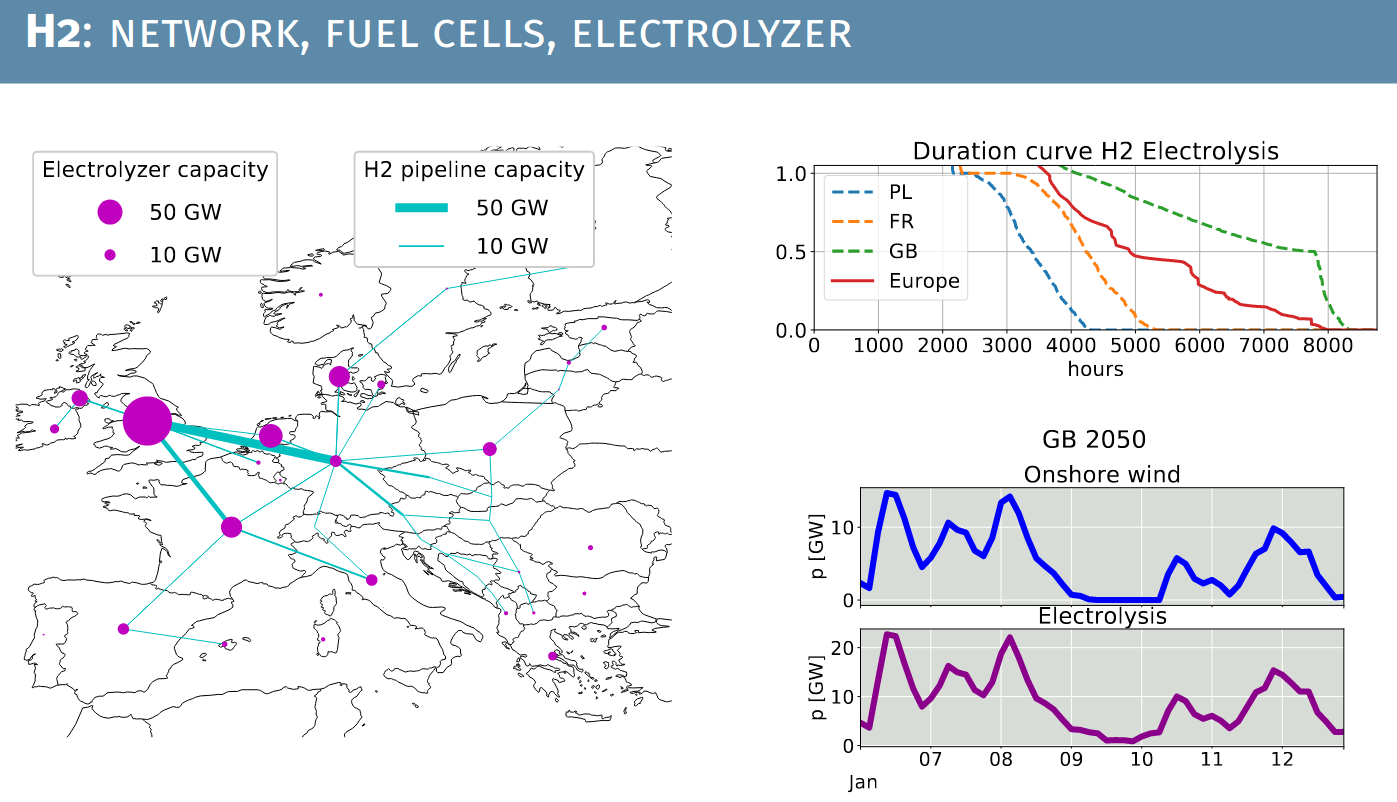 H2: NETWORK, FUEL CELLS, ELECTROLYZER
Electrolyzer capacity
50 GW
10 GW
H2 pipeline capacity
50 GW
10 GW
Duration curve H2 Electrolysis
1.0
0.5
0.0
PL
FR
GB
Europe
0 1000 2000 3000 4000 5000 6000 7000 8000
hours
GB 2050
Onshore wind
p [GW]
10
0
Electrolysis
p [GW]
20
10
0
07 08 09 10 11 12
Jan